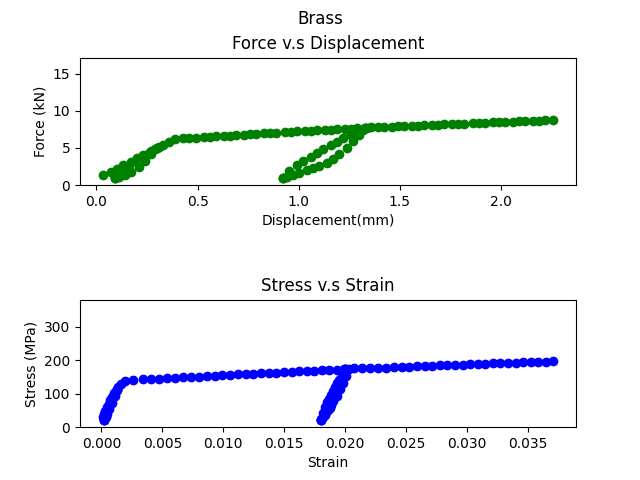 Brass
Force v.s Displacement
15
10
5
0
Force (kN)
0.0 0.5 1.0 1.5 2.0
Displacement(mm)
Stress v.s Strain
300
200
100
0
Stress (MPa)
0.000 0.005 0.010 0.015 0.020 0.025 0.030 0.035
Strain